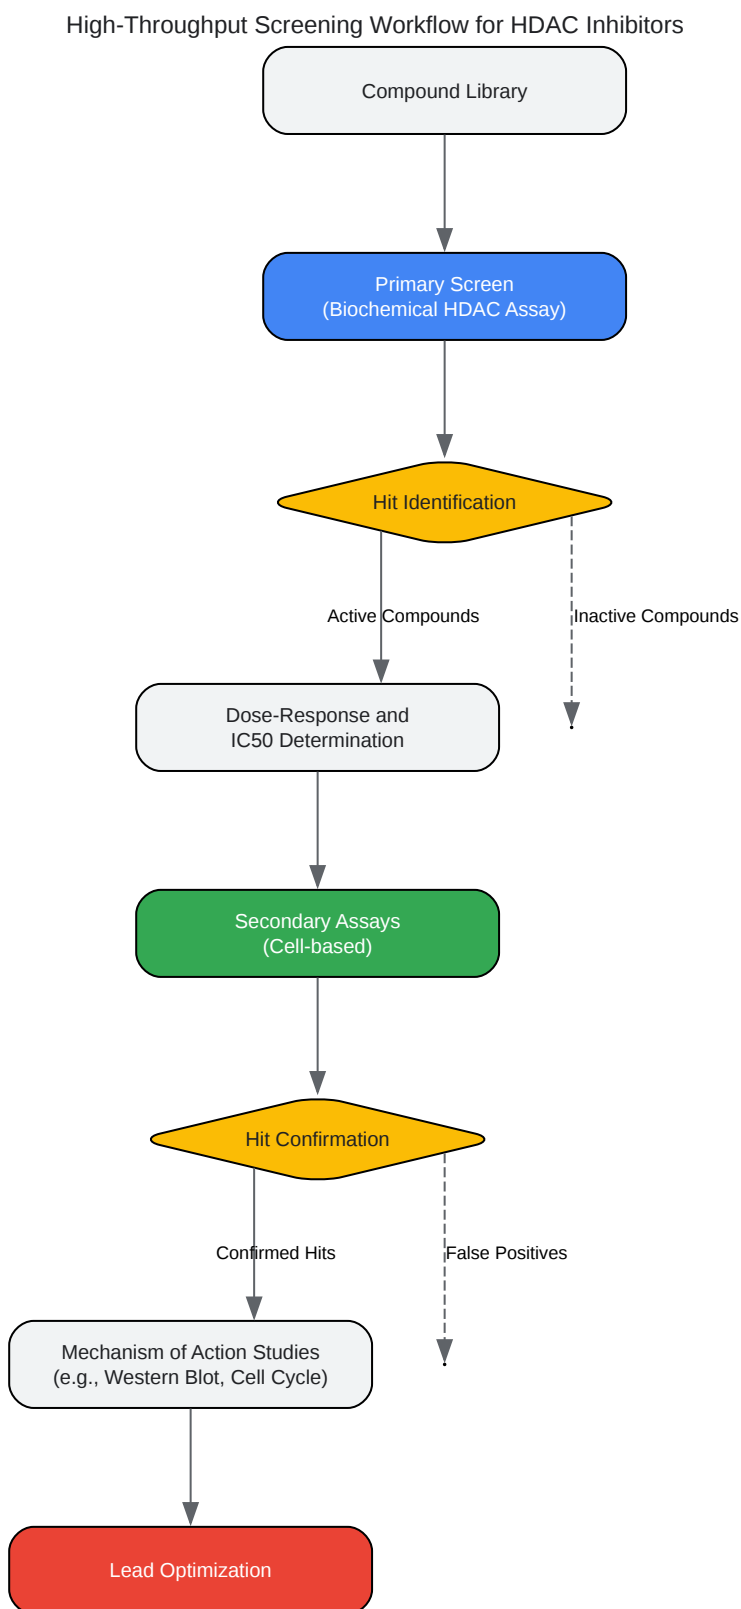 High-Throughput Screening Workflow for HDAC Inhibitors
Compound Library
Primary Screen
(Biochemical HDAC Assay)
Hit Identification
Active Compounds
Inactive Compounds
Dose-Response and
IC50 Determination
Secondary Assays
(Cell-based)
Hit Confirmation
Confirmed Hits
False Positives
Mechanism of Action Studies
(e.g., Western Blot, Cell Cycle)
Lead Optimization